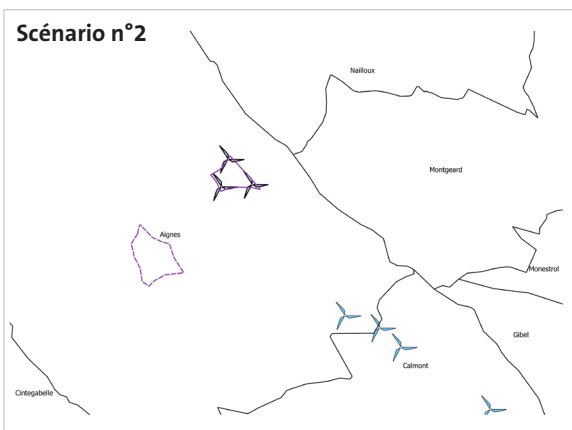 Scénario n°2
Nailloux
Montgeard
Aignes
Monestrol
Gibel
Calmont
Cintegabelle